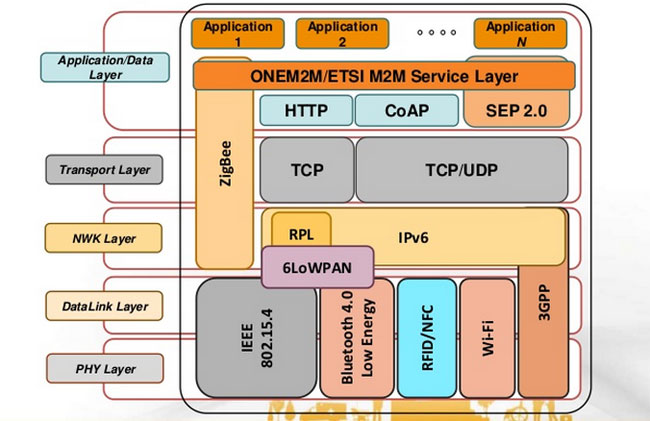 Application
1
Application
2
Application
N
Application/Data
Layer
ONEM2M/ETSI M2M Service Layer
HTTP
CoAP
SEP 2.0
ZigBee
Transport Layer
TCP
TCP/UDP
NWK Layer
RPL
IPv6
6LoWPAN
DataLink Layer
IEEE
802.15.4
Bluetooth 4.0
Low Energy
RFID/NFC
Wi-Fi
3GPP
PHY Layer